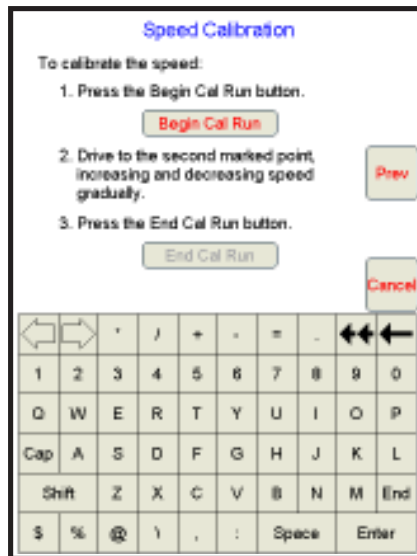 Speed Calibration
To calibrate the speed:
1. Press the Begin Cal Run button.
Begin Cal Run
2. Drive to the second marked point,
increasing and decreasing speed
gradually.
Prev
3. Press the End Cal Run button.
End Cal Run
Cancel
/ + - = .
1 2 3 4 5 6 7 8 9 0
Q W E R T Y U I O P
Cap A S D F G H J K L
Shift Z X C V B N M End
$ % @ \ , : Space Enter